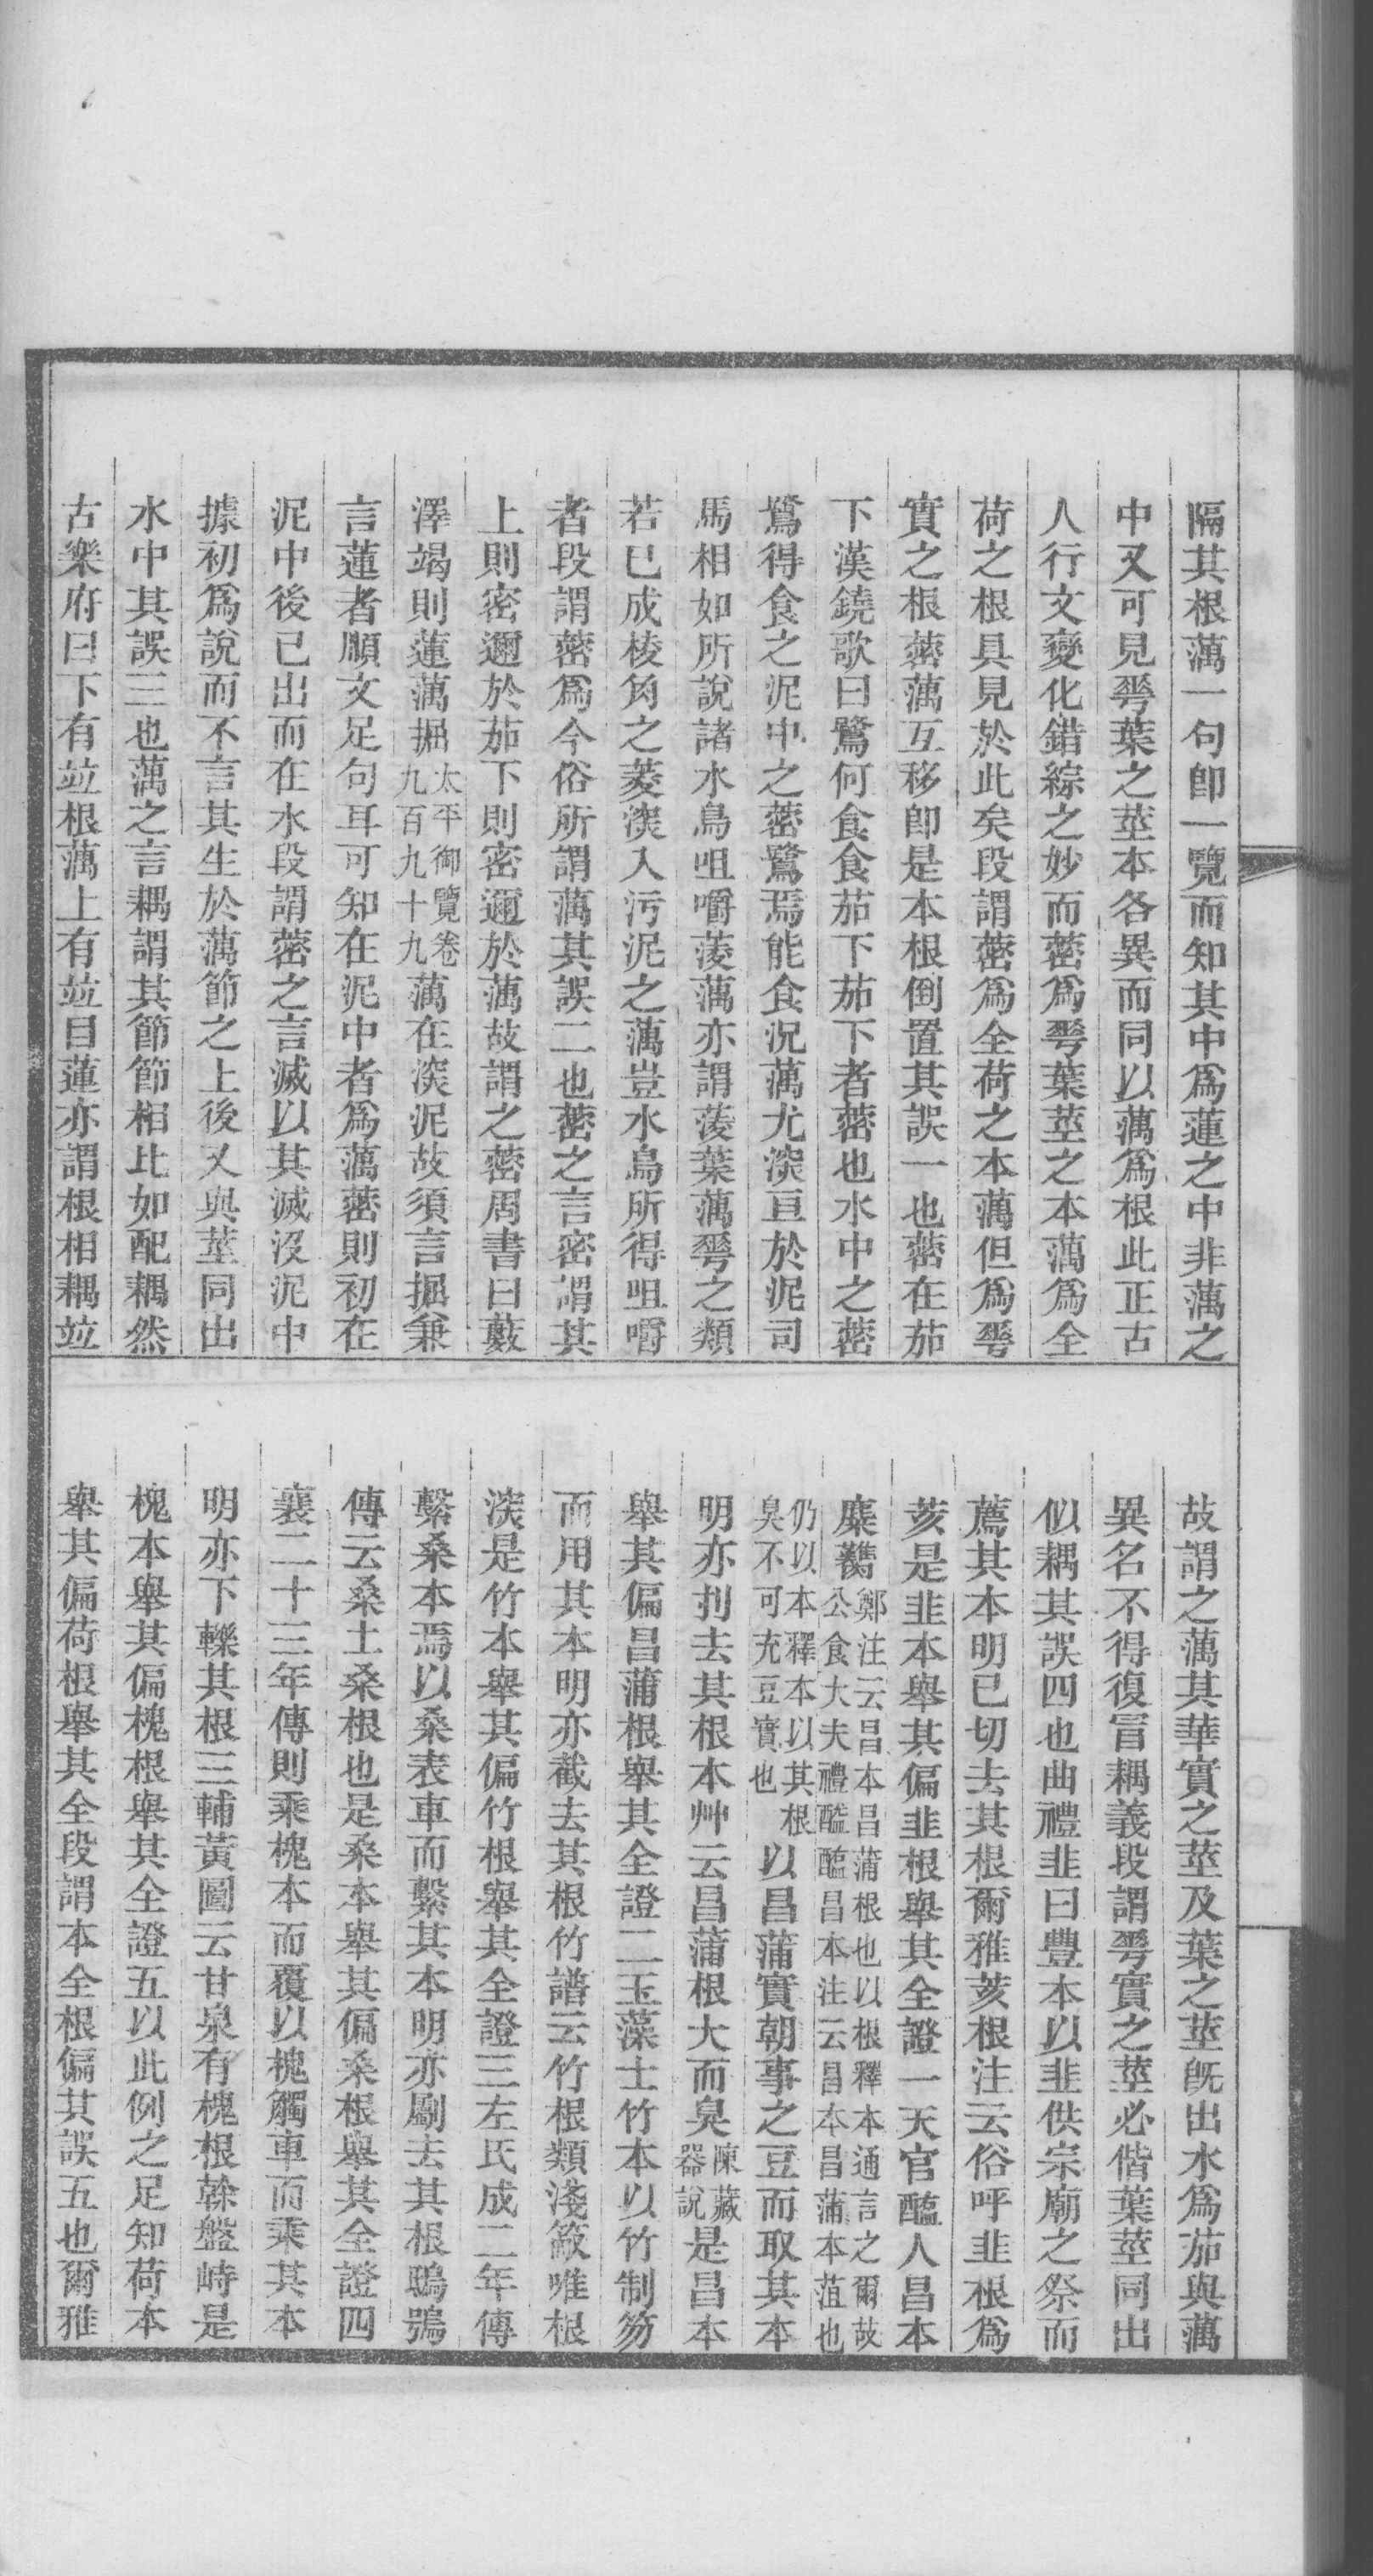 隔其根蕅一句卽一覽而知其中爲蓮之中非蕅之
中又可見𠌶葉之莖本各異而同以蕅爲根此正古
人行文變化錯綜之妙而蔤爲𠌶葉莖之本蕅爲全
荷之根具見於此矣段謂蔤爲全荷之本蕅但爲𠌶
實之根蔤蕅互移卽是本根倒置其誤一也蔤在茄
下漢鐃歌曰鷺何食食茄下茄下者蔤也水中之蔤
鷺得食之泥中之蔤鷺焉能食况蕅尤深亘於泥司
馬相如所說諸水鳥咀嚼蔆蕅亦謂蔆葉蕅𠌶之類
若已成棱角之菱深入污泥之蕅豈水鳥所得咀嚼
者段謂蔤爲今俗所謂蕅其誤二也蔤之言密謂其
上則密邇於茄下則密邇於蕅故謂之蔤周書曰藪
澤竭則蓮蕅掘太平御覽卷九百九十九蕅在深泥故須言掘兼
言蓮者順文足句耳可知在泥中者爲蕅蔤則初在
泥中後已出而在水段謂蔤之言滅以其滅沒泥中
據初爲說而不言其生於蕅節之上後又與莖同出
水中其誤三也蕅之言耦謂其節節相比如配耦然
古樂府曰下有竝根蕅上有竝目蓮亦謂根相耦竝
故謂之蕅其華實之莖及葉之莖旣出水爲茄與蕅
異名不得復冒耦義段謂𠌶實之莖必偕葉莖同出
似耦其誤四也曲禮韭曰豐本以韭供宗廟之祭而
薦其本明已切去其根爾雅荄根注云俗呼韭根爲
荄是韭本舉其偏韭根舉其全證一天官醢人昌本
麋臡鄭注云昌本昌蒲根也以根釋本通言之爾故公食大夫禮醓醢昌本注云昌本昌蒲本菹也
仍以本釋本以其根臭不可充豆實也以昌蒲實朝事之豆而取其本
明亦刌去其根本艸云昌蒲根大而臭陳藏器說是昌本
舉其偏昌蒲根舉其全證二玉藻士竹本以竹制笏
而用其本明亦截去其根竹譜云竹根類淺𥳇唯根
深是竹本舉其偏竹根舉其全證三左氏成二年傳
繫桑本焉以桑表車而繫其本明亦劚去其根鴟鴞
傳云桑土桑根也是桑本舉其偏桑根舉其全證四
襄二十三年傳則乘槐本而覆以槐觸車而乘其本
明亦下轢其根三輔黃圖云甘泉有槐根榦盤峙是
槐本舉其偏槐根舉其全證五以此例之足知荷本
舉其偏荷根舉其全段謂本全根偏其誤五也爾雅